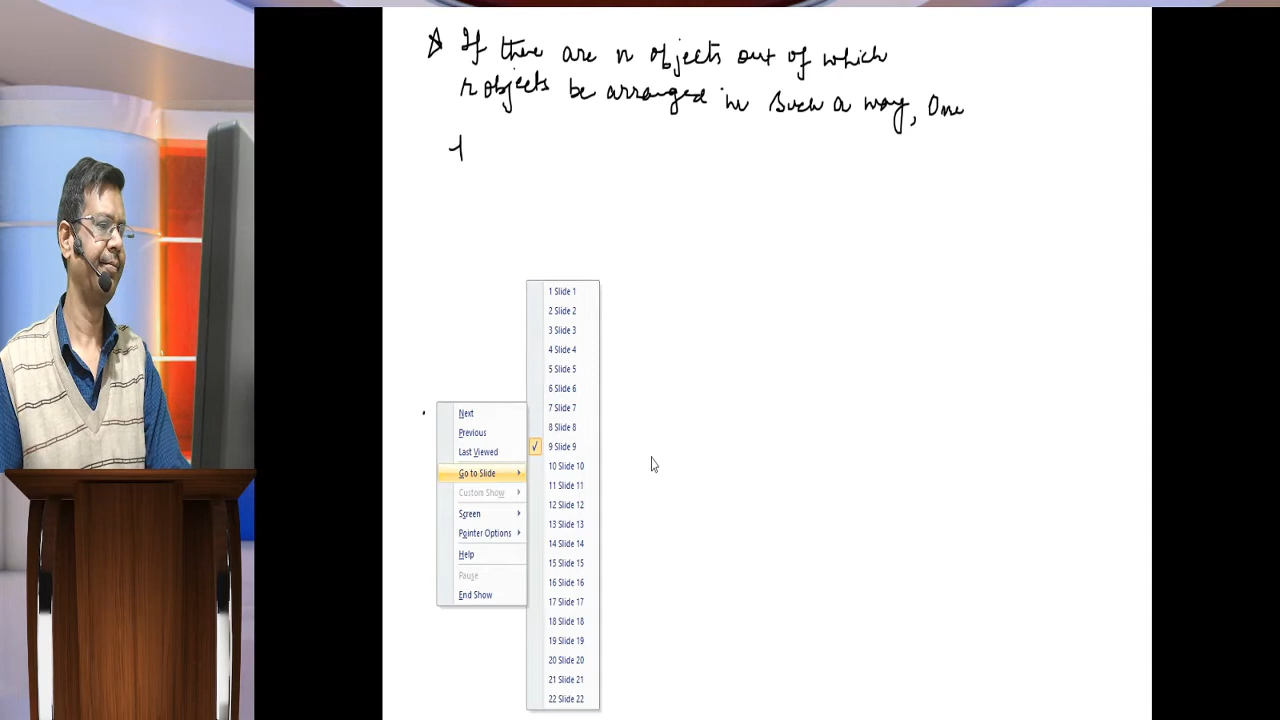 ☆ If there are n objects out of which
r objects be arranged in such a way, One
Next
Previous
Last Viewed
Go to Slide
Custom Show
Screen
Pointer Options
Help
Pause
End Show
1 Slide 1
2 Slide 2
3 Slide 3
4 Slide 4
5 Slide 5
6 Slide 6
7 Slide 7
8 Slide 8
9 Slide 9
10 Slide 10
11 Slide 11
12 Slide 12
13 Slide 13
14 Slide 14
15 Slide 15
16 Slide 16
17 Slide 17
18 Slide 18
19 Slide 19
20 Slide 20
21 Slide 21
22 Slide 22